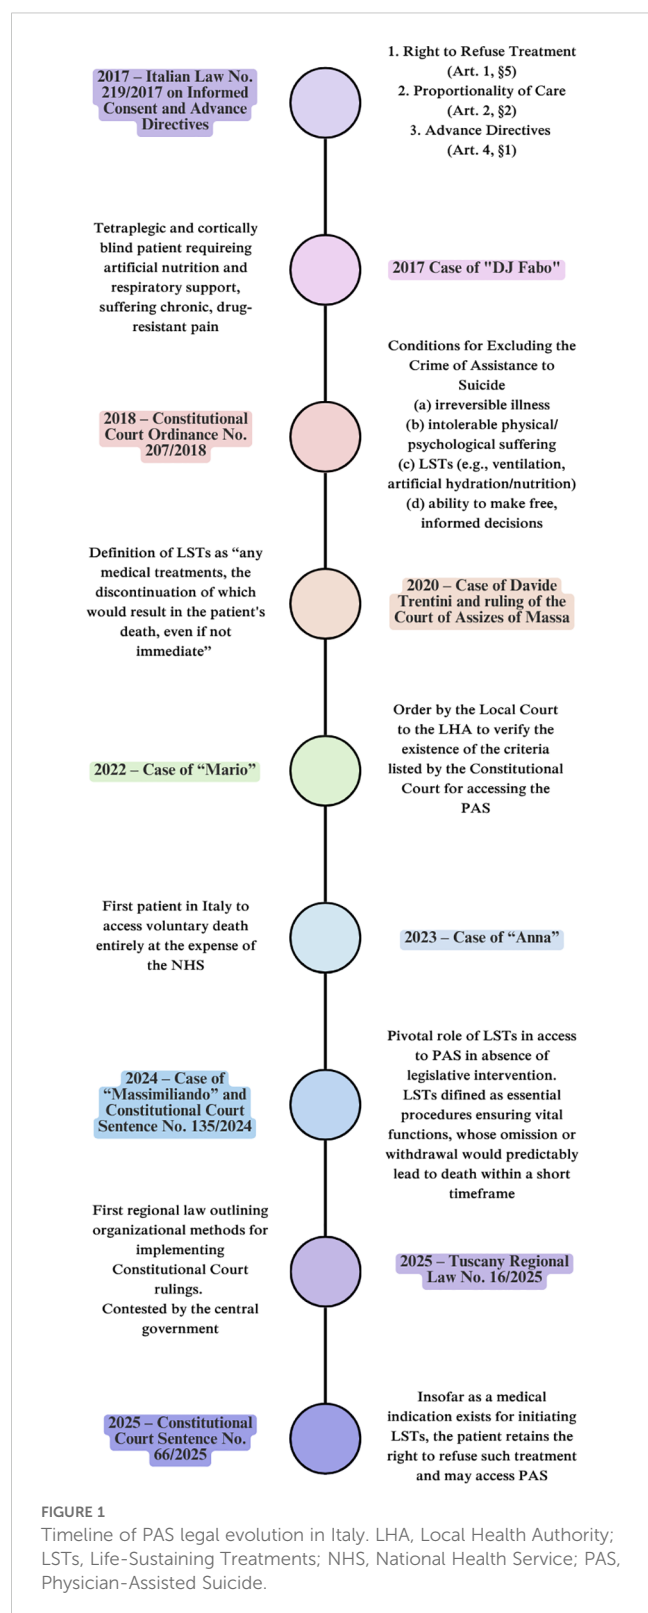 2017 – Italian Law No.
219/2017 on Informed
Consent and Advance
Directives
1. Right to Refuse Treatment
(Art. 1, §5)
2. Proportionality of Care
(Art. 2, §2)
3. Advance Directives
(Art. 4, §1)
Tetraplegic and cortically
blind patient requireing
artificial nutrition and
respiratory support,
suffering chronic, drug-
resistant pain
2017 Case of "DJ Fabo"
2018 – Constitutional
Court Ordinance No.
207/2018
Conditions for Excluding the
Crime of Assistance to
Suicide
(a) irreversible illness
(b) intolerable physical/
psychological suffering
(c) LSTs (e.g., ventilation,
artificial hydration/nutrition)
(d) ability to make free,
informed decisions
Definition of LSTs as “any
medical treatments, the
discontinuation of which
would result in the patient's
death, even if not
immediate”
2020 – Case of Davide
Trentini and ruling of the
Court of Assizes of Massa
2022 – Case of “Mario”
Order by the Local Court
to the LHA to verify the
existence of the criteria
listed by the Constitutional
Court for accessing the
PAS
First patient in Italy to
access voluntary death
entirely at the expense of
the NHS
2023 – Case of “Anna”
2024 – Case of
“Massimiliando” and
Constitutional Court
Sentence No. 135/2024
Pivotal role of LSTs in access
to PAS in absence of
legislative intervention.
LSTs difined as essential
procedures ensuring vital
functions, whose omission or
withdrawal would predictably
lead to death within a short
timeframe
First regional law outlining
organizational methods for
implementing
Constitutional Court
rulings.
Contested by the central
government
2025 – Tuscany Regional
Law No. 16/2025
2025 – Constitutional
Court Sentence No.
66/2025
Insofar as a medical
indication exists for initiating
LSTs, the patient retains the
right to refuse such treatment
and may access PAS
FIGURE 1
Timeline of PAS legal evolution in Italy. LHA, Local Health Authority;
LSTs, Life-Sustaining Treatments; NHS, National Health Service; PAS,
Physician-Assisted Suicide.